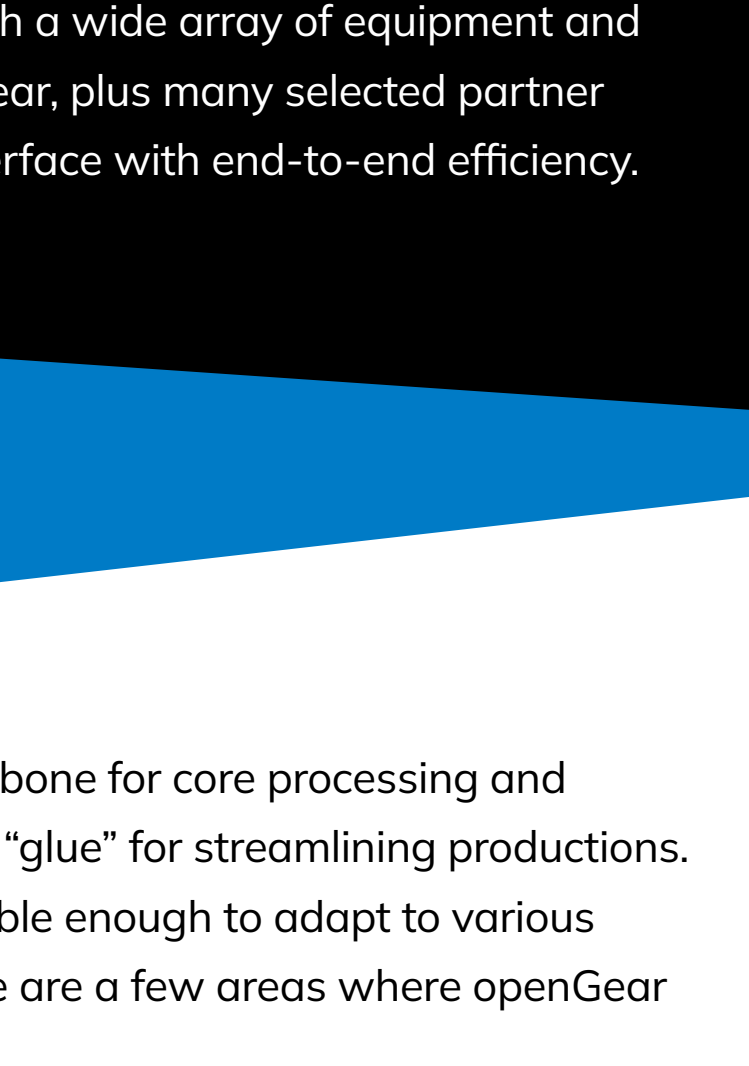 h a wide array of equipment and
ear, plus many selected partner
erface with end-to-end efficiency.
bone for core processing and
“glue” for streamlining productions.
ble enough to adapt to various
e are a few areas where openGear